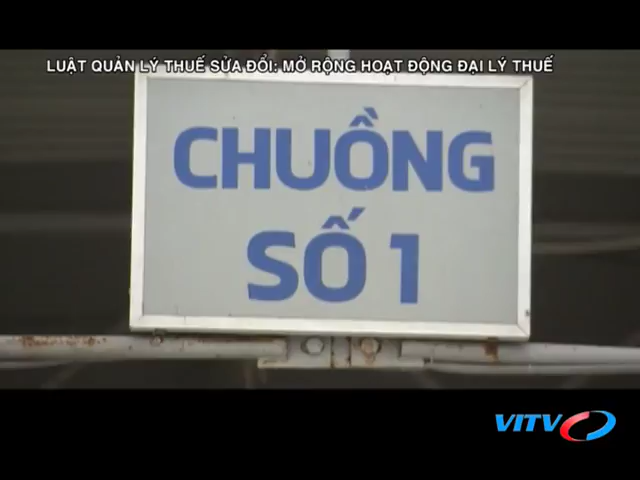 LUẬT QUẢN LÝ THUẾ SỬA ĐỔI: MỞ RỘNG HOẠT ĐỘNG ĐẠI LÝ THUẾ
CHUỒNG
SỐ 1
VITV